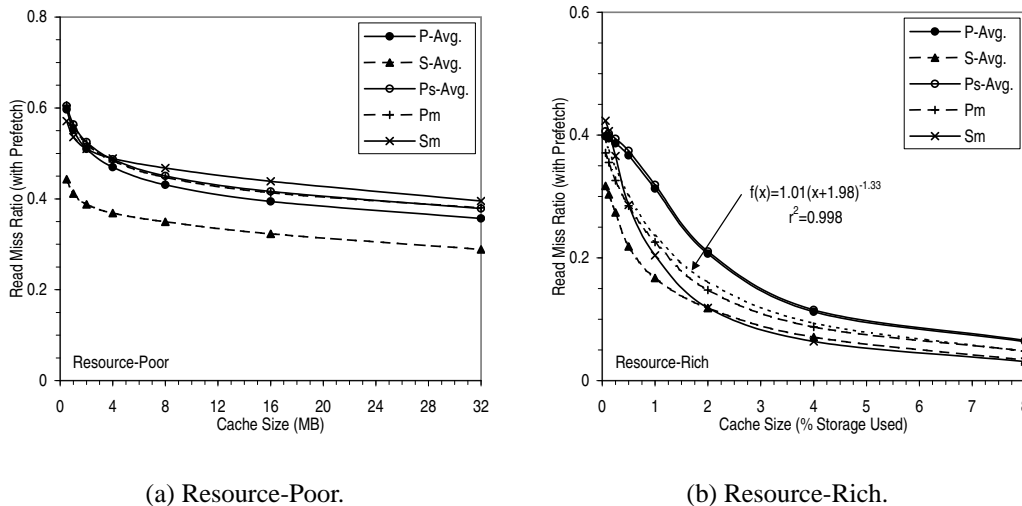 0.8
0.6
0.4
0.2
0
0 4 8 12 16 20 24 28 32
Cache Size (MB)
Read Miss Ratio (with Prefetch)
P-Avg.
S-Avg.
Ps-Avg.
Pm
Sm
Resource-Poor
(a) Resource-Poor.
0.6
0.4
0.2
0
0 1 2 3 4 5 6 7 8
Cache Size (% Storage Used)
Read Miss Ratio (with Prefetch)
P-Avg.
S-Avg.
Ps-Avg.
Pm
Sm
f(x)=1.01(x+1.98)^-1.33
r²=0.998
Resource-Rich
(b) Resource-Rich.